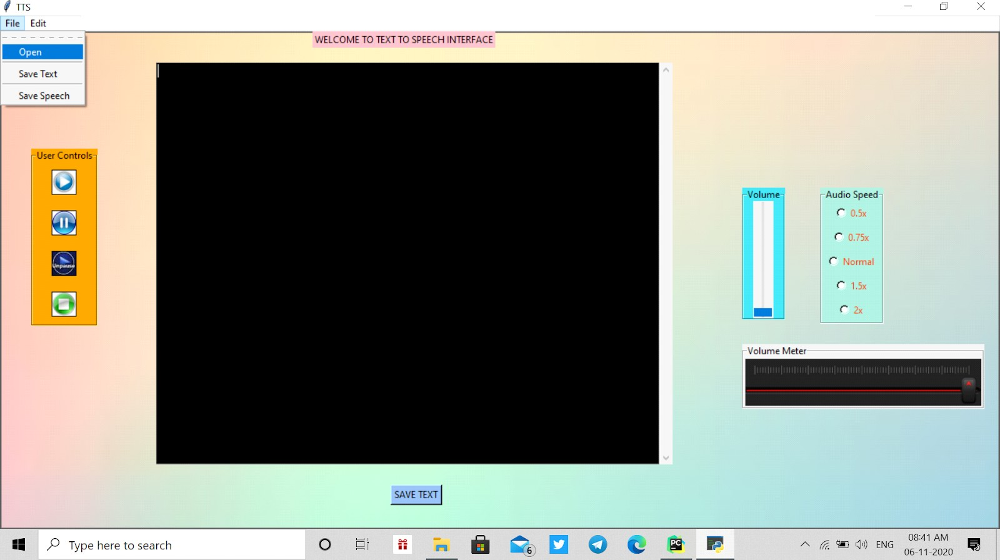 TTS
File Edit
Open
Save Text
Save Speech
WELCOME TO TEXT TO SPEECH INTERFACE
User Controls
Unpause
Volume
Audio Speed
0.5x
0.75x
Normal
1.5x
2x
Volume Meter
SAVE TEXT
Type here to search
6
PC
ENG
08:41 AM
06-11-2020